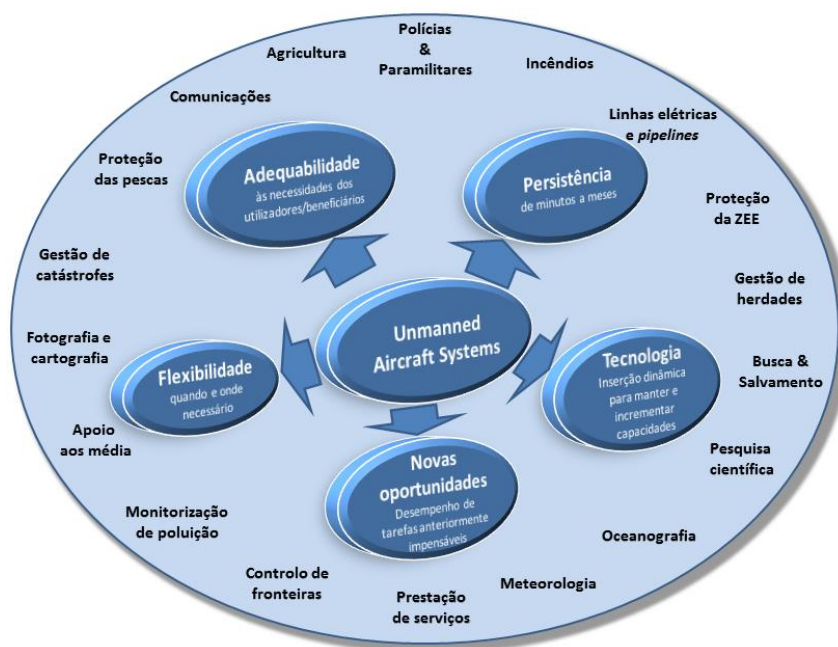 Polícias
&
Paramilitares
Agricultura
Incêndios
Comunicações
Linhas elétricas
e pipelines
Proteção
das pescas
Adequabilidade
às necessidades dos
utilizadores/beneficiários
Persistência
de minutos a meses
Proteção
da ZEE
Gestão de
catástrofes
Gestão de
herdades
Unmanned
Aircraft Systems
Fotografia e
cartografia
Flexibilidade
quando e onde
necessário
Tecnologia
Inserção dinâmica
para manter e
incrementar
capacidades
Busca &
Salvamento
Apoio
aos média
Novas
oportunidades
Desempenho de
tarefas anteriormente
impensáveis
Pesquisa
científica
Monitorização
de poluição
Oceanografia
Controlo de
fronteiras
Prestação
de serviços
Meteorologia